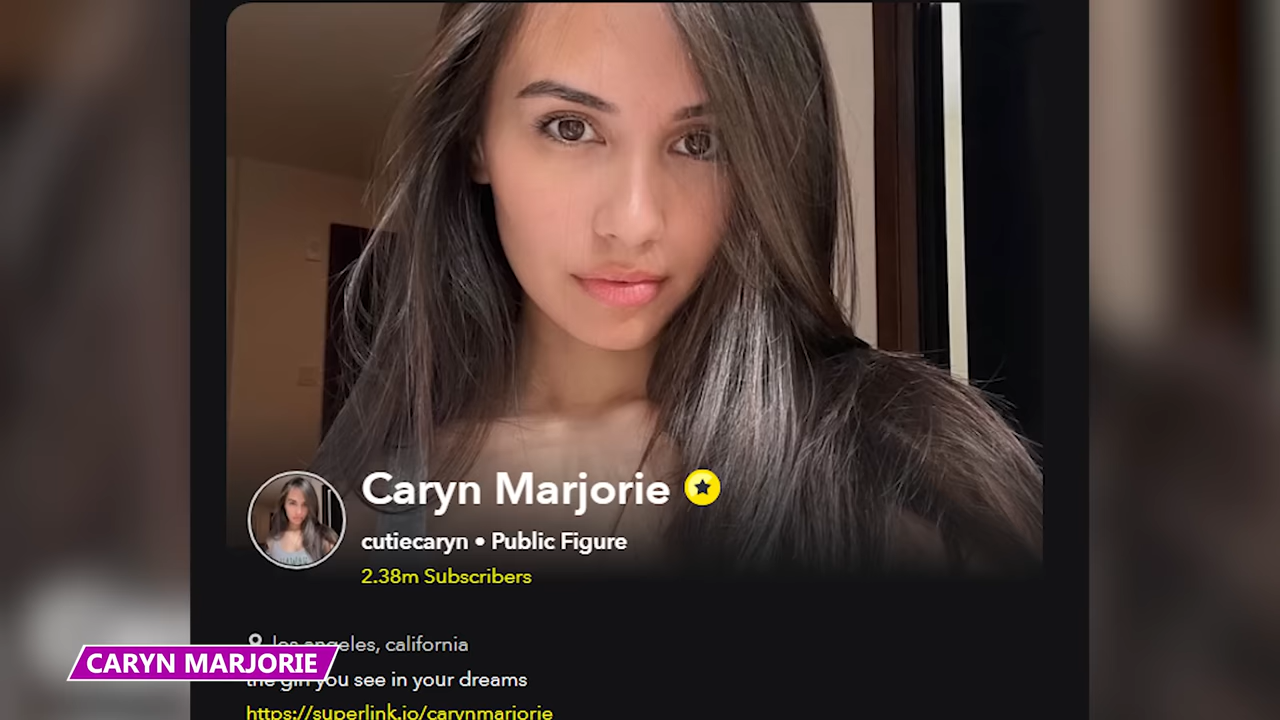 Caryn Marjorie
cutiecaryn • Public Figure
2.38m Subscribers
los angeles, california
CARYN MARJORIE
the girl you see in your dreams
https://superlink.io/carynmarjorie